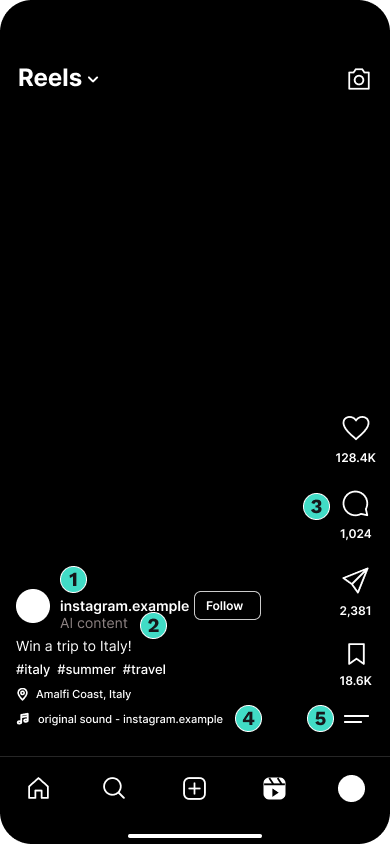 Reels
128.4K
3
1,024
1
instagram.example Follow
AI content 2
2,381
Win a trip to Italy!
#italy #summer #travel
18.6K
Amalfi Coast, Italy
original sound - instagram.example 4 5